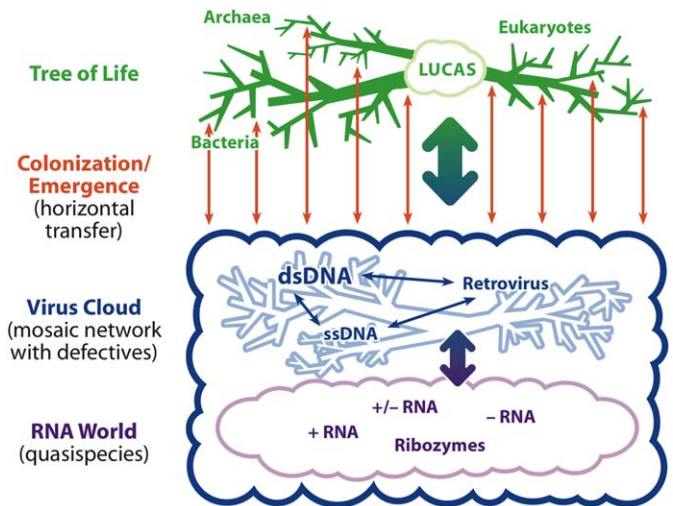 Archaea
Eukaryotes
Tree of Life
LUCAS
Bacteria
Colonization/
Emergence
(horizontal
transfer)
dsDNA
Retrovirus
Virus Cloud
(mosaic network
with defectives)
ssDNA
+/– RNA
– RNA
+ RNA
RNA World
(quasispecies)
Ribozymes